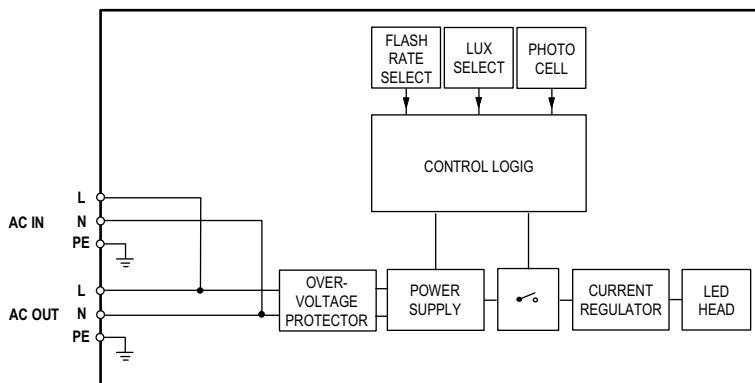 FLASH
RATE
SELECT
LUX
SELECT
PHOTO
CELL
CONTROL LOGIG
L
AC IN
N
PE
L
AC OUT
N
PE
OVER-
VOLTAGE
PROTECTOR
POWER
SUPPLY
CURRENT
REGULATOR
LED
HEAD